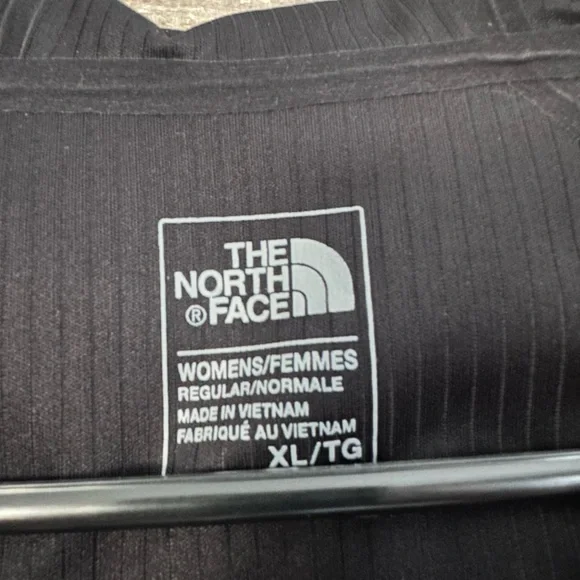 THE
NORTH
® FACE
WOMENS/FEMMES
REGULAR/NORMALE
MADE IN VIETNAM
FABRIQUÉ AU VIETNAM
XL/TG